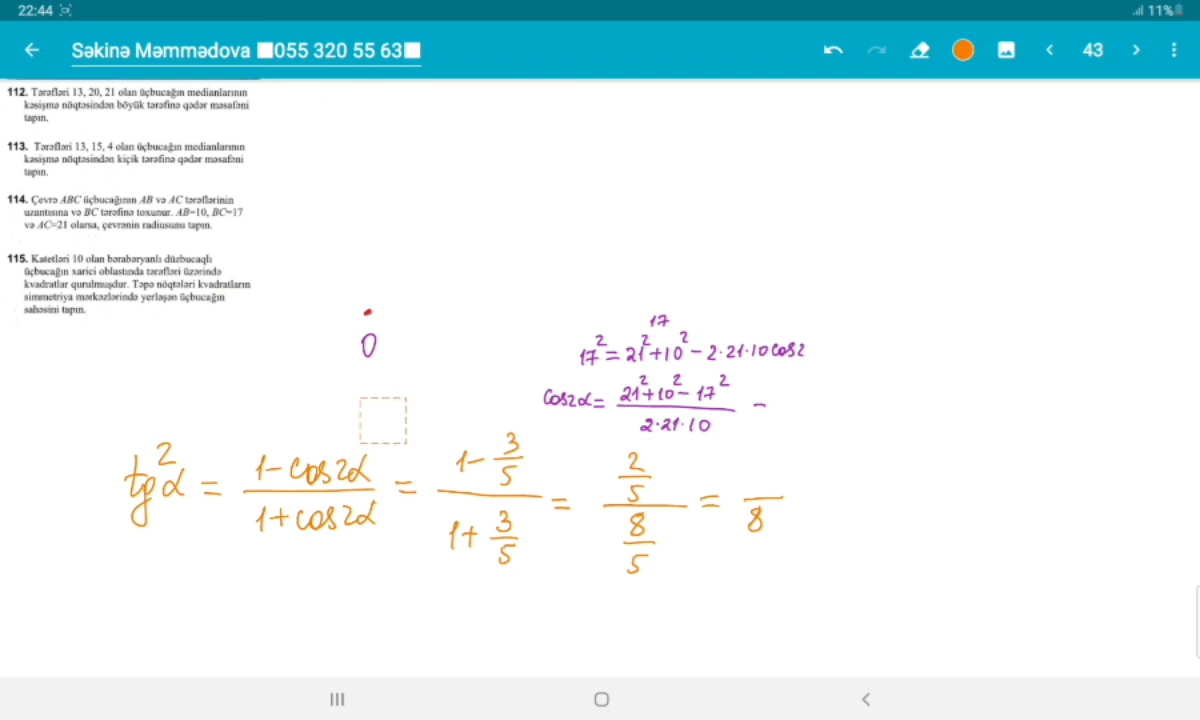 22:44
11%
Səkinə Məmmədova ■055 320 55 63■
43
112. Tərəfləri 13, 20, 21 olan üçbucağın medianlarının
kəsişmə nöqtəsindən böyük tərəfinə qədər məsafəni
tapın.
113. Tərəfləri 13, 15, 4 olan üçbucağın medianlarının
kəsişmə nöqtəsindən kiçik tərəfinə qədər məsafəni
tapın.
114. Çevrə ABC üçbucağının AB və AC tərəflərinin
uzantısına və BC tərəfinə toxunur. AB=10, BC=17
və AC=21 olarsa, çevrənin radiusunu tapın.
115. Katetləri 10 olan bərabəryanlı düzbucaqlı
üçbucağın xarici oblastında tərəfləri üzərində
kvadratlar qurulmuşdur. Təpə nöqtələri kvadratların
simmetriya mərkəzlərində yerləşən üçbucağın
sahəsini tapın.
O
17
17² = 21² + 10² - 2·21·10 cos2
cos2α = (21² + 10² - 17²) / (2·21·10) =
tg²α = (1 - cos2α) / (1 + cos2α) = (1 - 3/5) / (1 + 3/5) = (2/5) / (8/5) = /8